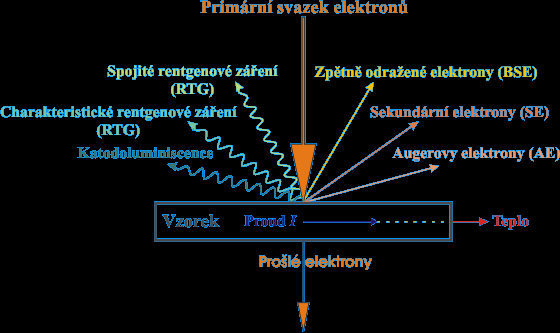 Primární svazek elektronů
Spojité rentgenové záření
(RTG)
Zpětně odražené elektrony (BSE)
Charakteristické rentgenové záření
(RTG)
Sekundární elektrony (SE)
Katodoluminiscence
Augerovy elektrony (AE)
Vzorek Proud I
Teplo
Prošlé elektrony